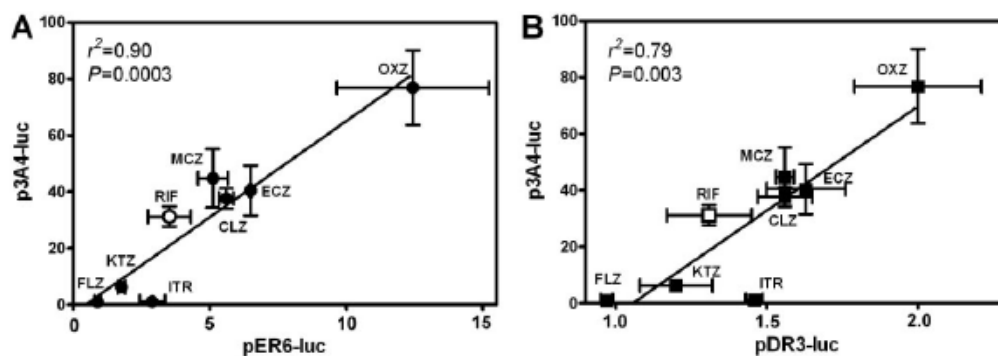 A
r²=0.90
P=0.0003
p3A4-luc
100
80
60
40
20
0
OXZ
MCZ
ECZ
RIF
CLZ
KTZ
FLZ
ITR
0
5
10
15
pER6-luc
B
r²=0.79
P=0.003
p3A4-luc
100
80
60
40
20
0
OXZ
MCZ
ECZ
RIF
CLZ
KTZ
FLZ
ITR
1.0
1.5
2.0
pDR3-luc